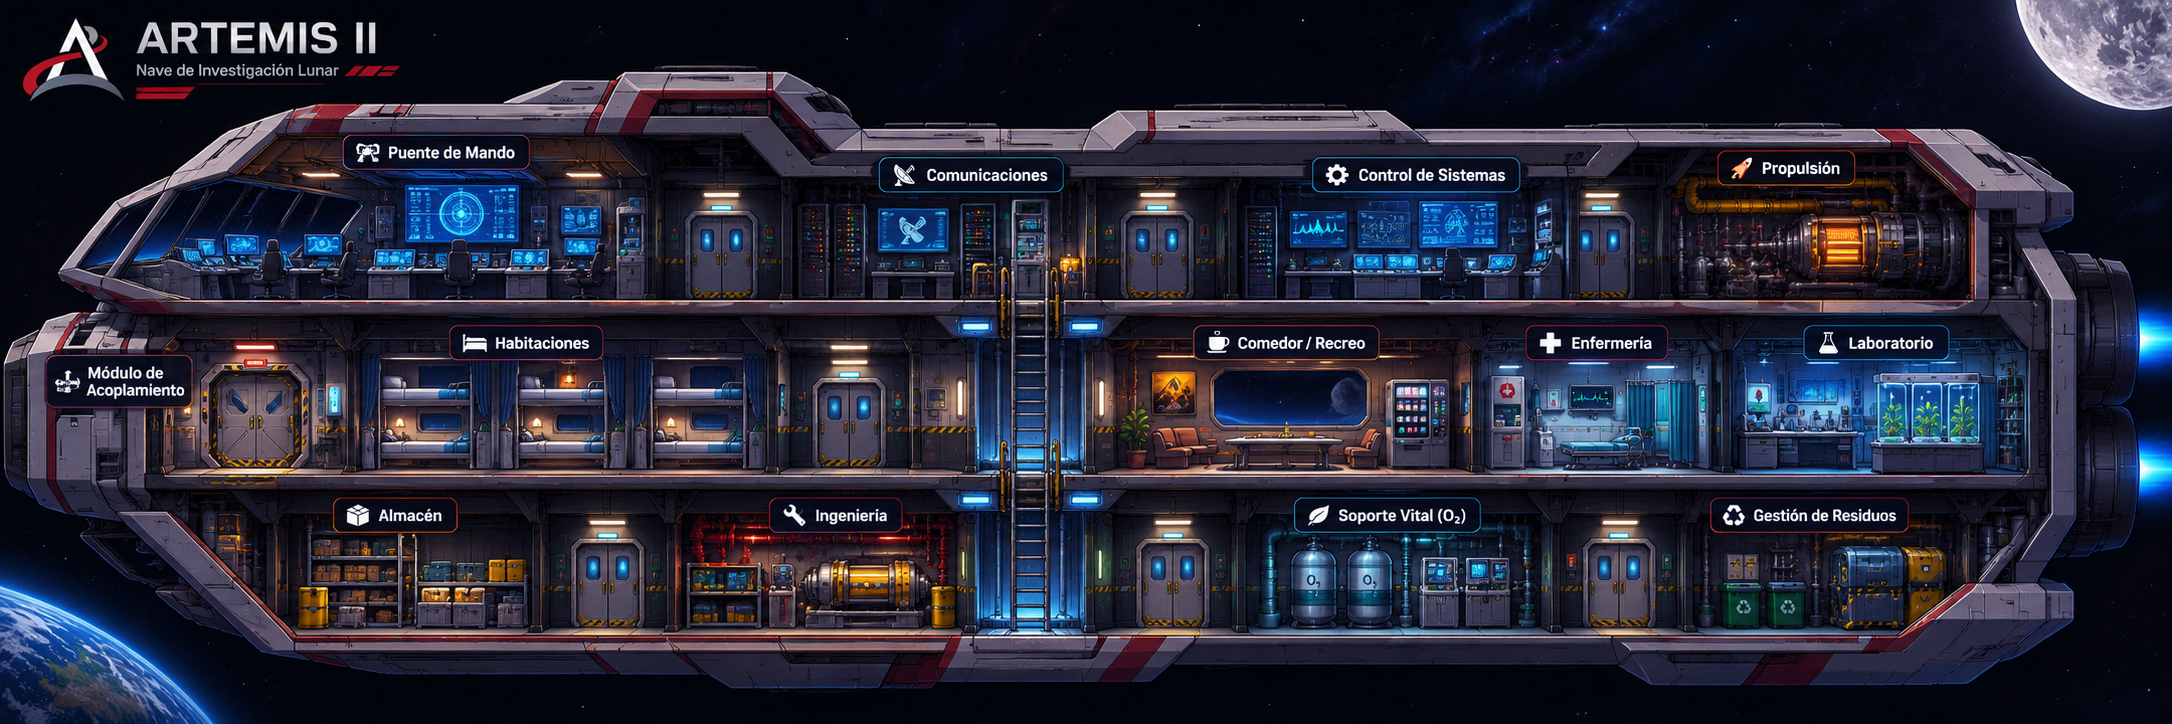 ARTEMIS II
Nave de Investigación Lunar
Puente de Mando
Comunicaciones
Control de Sistemas
Propulsión
Módulo de
Acoplamiento
Habitaciones
Comedor / Recreo
Enfermería
Laboratorio
Almacén
Ingeniería
Soporte Vital (O₂)
Gestión de Residuos
O₂
O₂